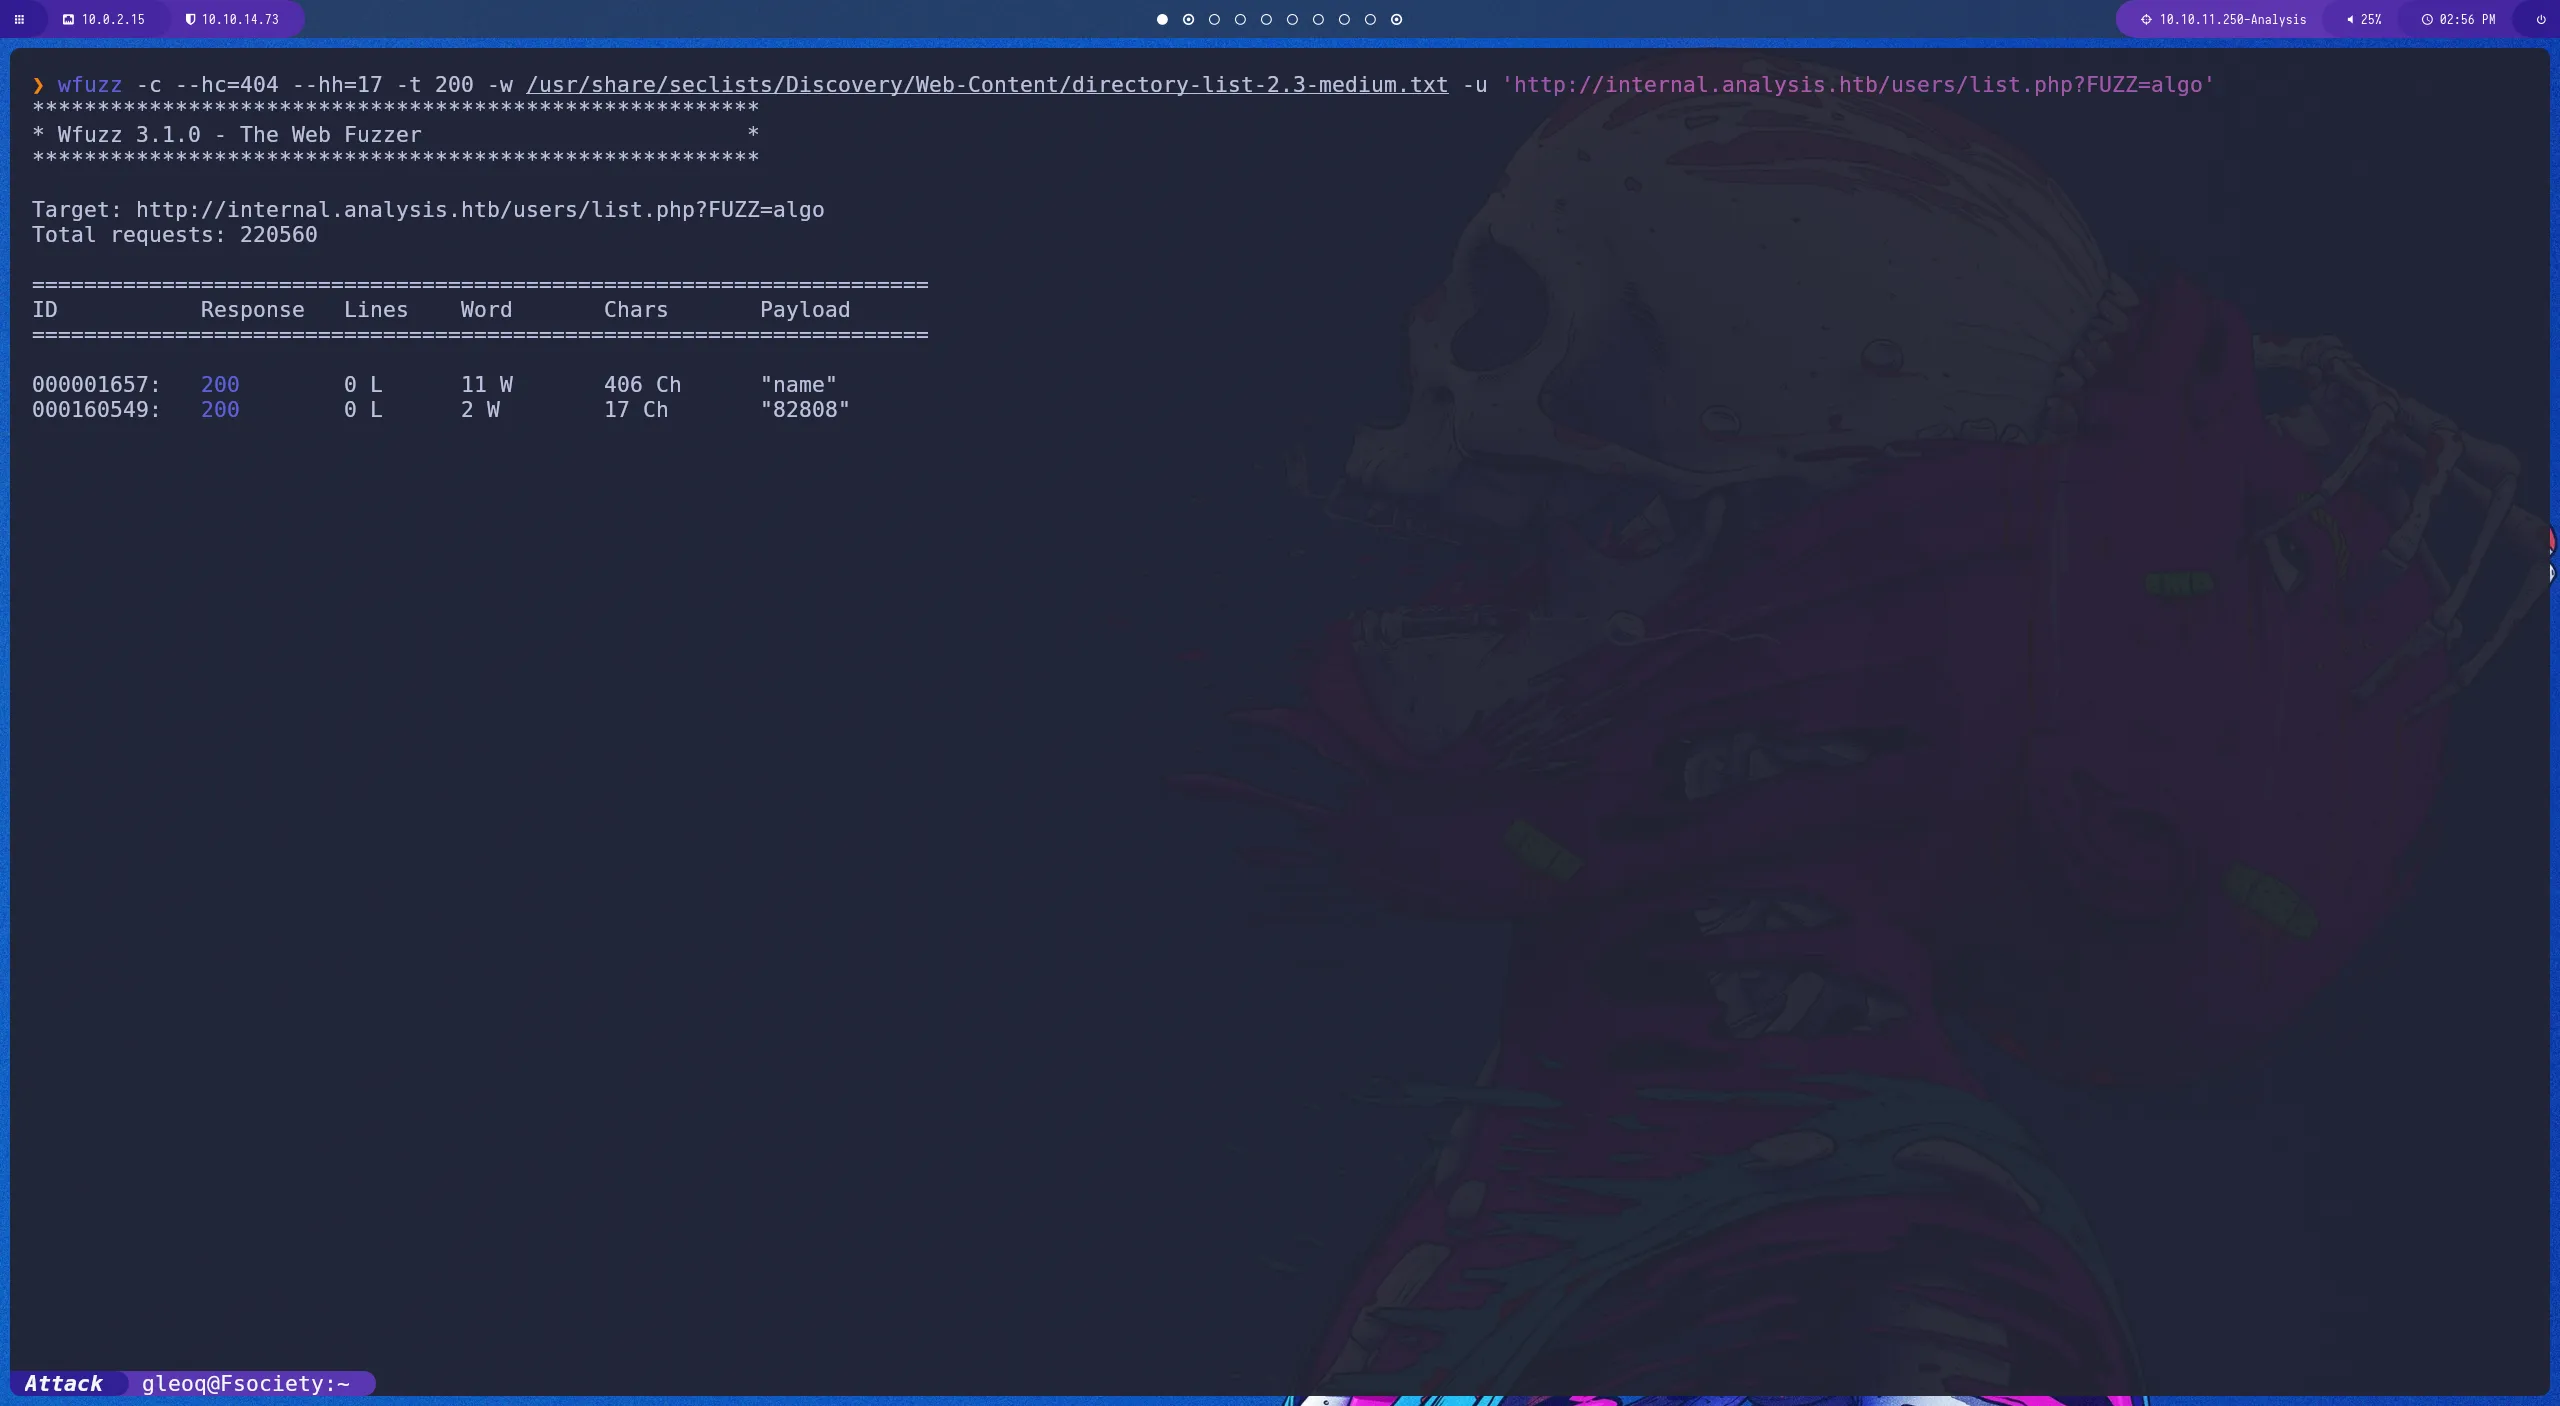 10.0.2.15 10.10.14.73 10.10.11.250-Analysis 25% 02:56 PM
❯ wfuzz -c --hc=404 --hh=17 -t 200 -w /usr/share/seclists/Discovery/Web-Content/directory-list-2.3-medium.txt -u 'http://internal.analysis.htb/users/list.php?FUZZ=algo'
********************************************************
* Wfuzz 3.1.0 - The Web Fuzzer                         *
********************************************************
Target: http://internal.analysis.htb/users/list.php?FUZZ=algo
Total requests: 220560
=====================================================================
ID           Response   Lines    Word       Chars       Payload
=====================================================================
000001657:   200        0 L      11 W       406 Ch      "name"
000160549:   200        0 L      2 W        17 Ch       "82808"
Attack gleoq@Fsociety:~